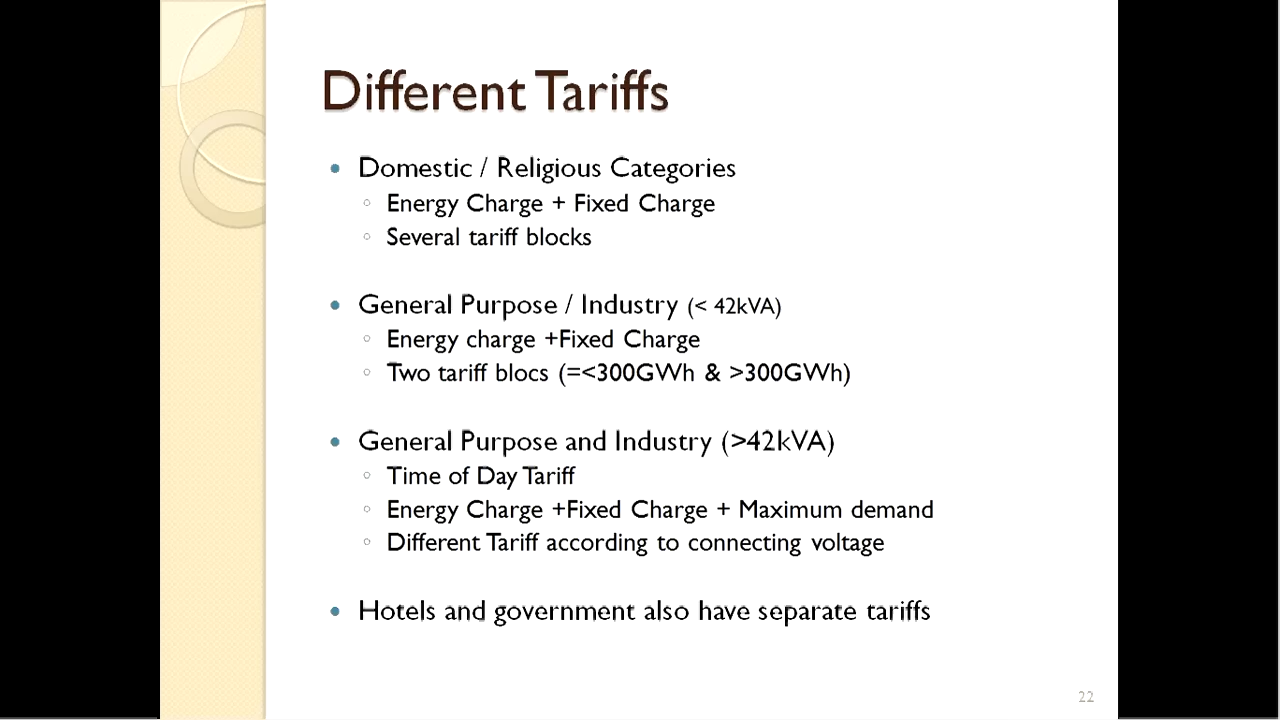 Different Tariffs
• Domestic / Religious Categories
◦ Energy Charge + Fixed Charge
◦ Several tariff blocks
• General Purpose / Industry (< 42kVA)
◦ Energy charge +Fixed Charge
◦ Two tariff blocs (=<300GWh & >300GWh)
• General Purpose and Industry (>42kVA)
◦ Time of Day Tariff
◦ Energy Charge +Fixed Charge + Maximum demand
◦ Different Tariff according to connecting voltage
• Hotels and government also have separate tariffs
22